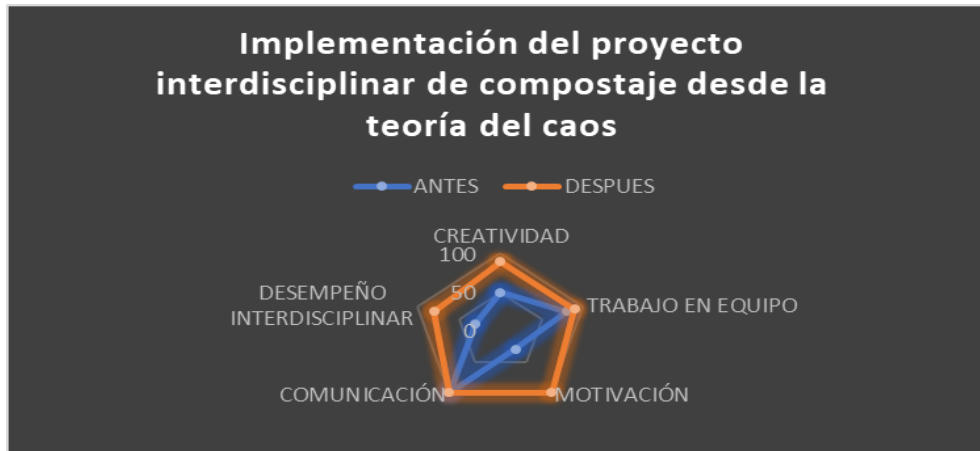 Implementación del proyecto
interdisciplinar de compostaje desde la
teoría del caos
ANTES DESPUES
CREATIVIDAD
100
50
0
TRABAJO EN EQUIPO
MOTIVACIÓN
COMUNICACIÓN
DESEMPEÑO
INTERDISCIPLINAR